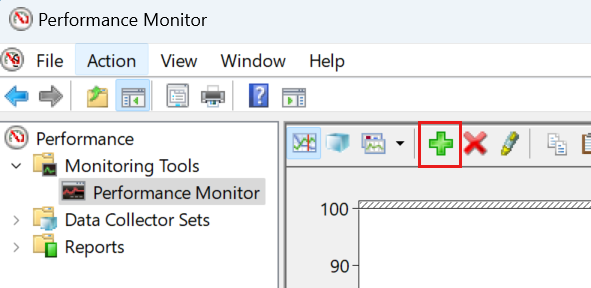 Performance Monitor
File Action View Window Help
Performance
Monitoring Tools
Performance Monitor
Data Collector Sets
Reports
100
90